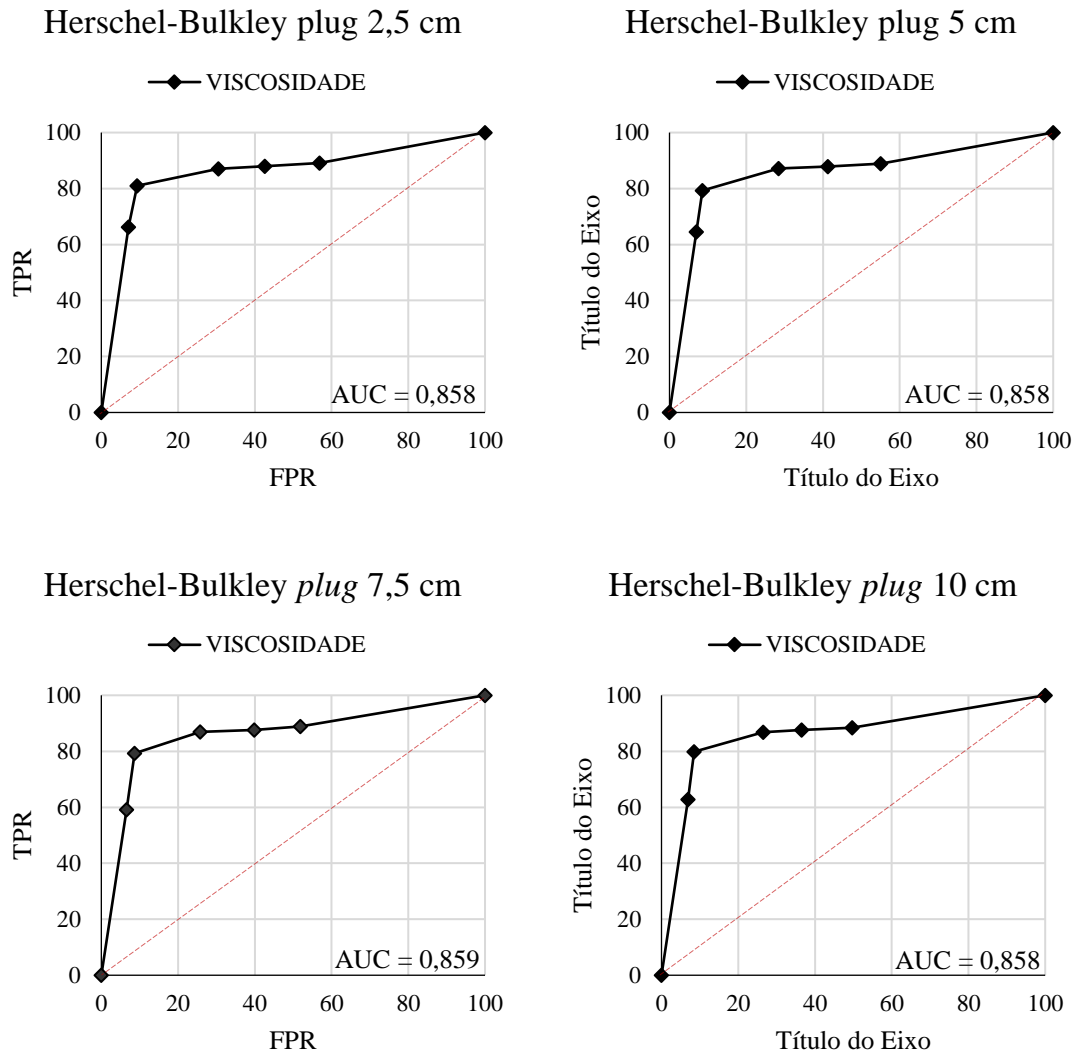 Herschel-Bulkley plug 2,5 cm
VISCOSIDADE
100
80
60
40
20
0
TPR
AUC = 0,858
0 20 40 60 80 100
FPR
Herschel-Bulkley plug 5 cm
VISCOSIDADE
100
80
60
40
20
0
Título do Eixo
AUC = 0,858
0 20 40 60 80 100
Título do Eixo
Herschel-Bulkley plug 7,5 cm
VISCOSIDADE
100
80
60
40
20
0
TPR
AUC = 0,859
0 20 40 60 80 100
FPR
Herschel-Bulkley plug 10 cm
VISCOSIDADE
100
80
60
40
20
0
Título do Eixo
AUC = 0,858
0 20 40 60 80 100
Título do Eixo